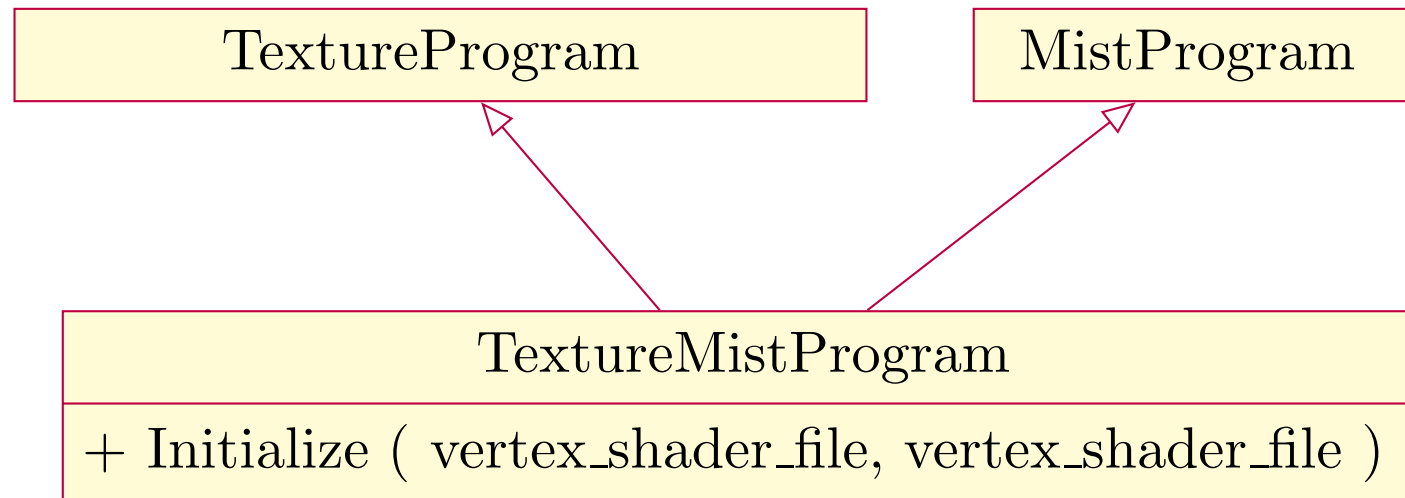 TextureProgram
MistProgram
TextureMistProgram
+ Initialize ( vertex_shader_file, vertex_shader_file )